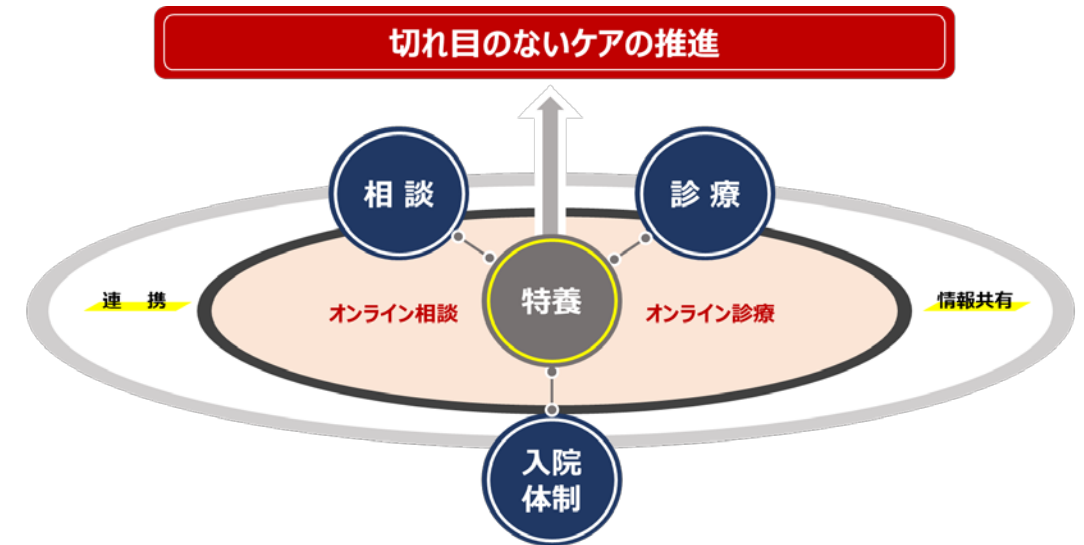 切れ目のないケアの推進
相 談
診 療
連 携
オンライン相談
特養
オンライン診療
情報共有
入院
体制